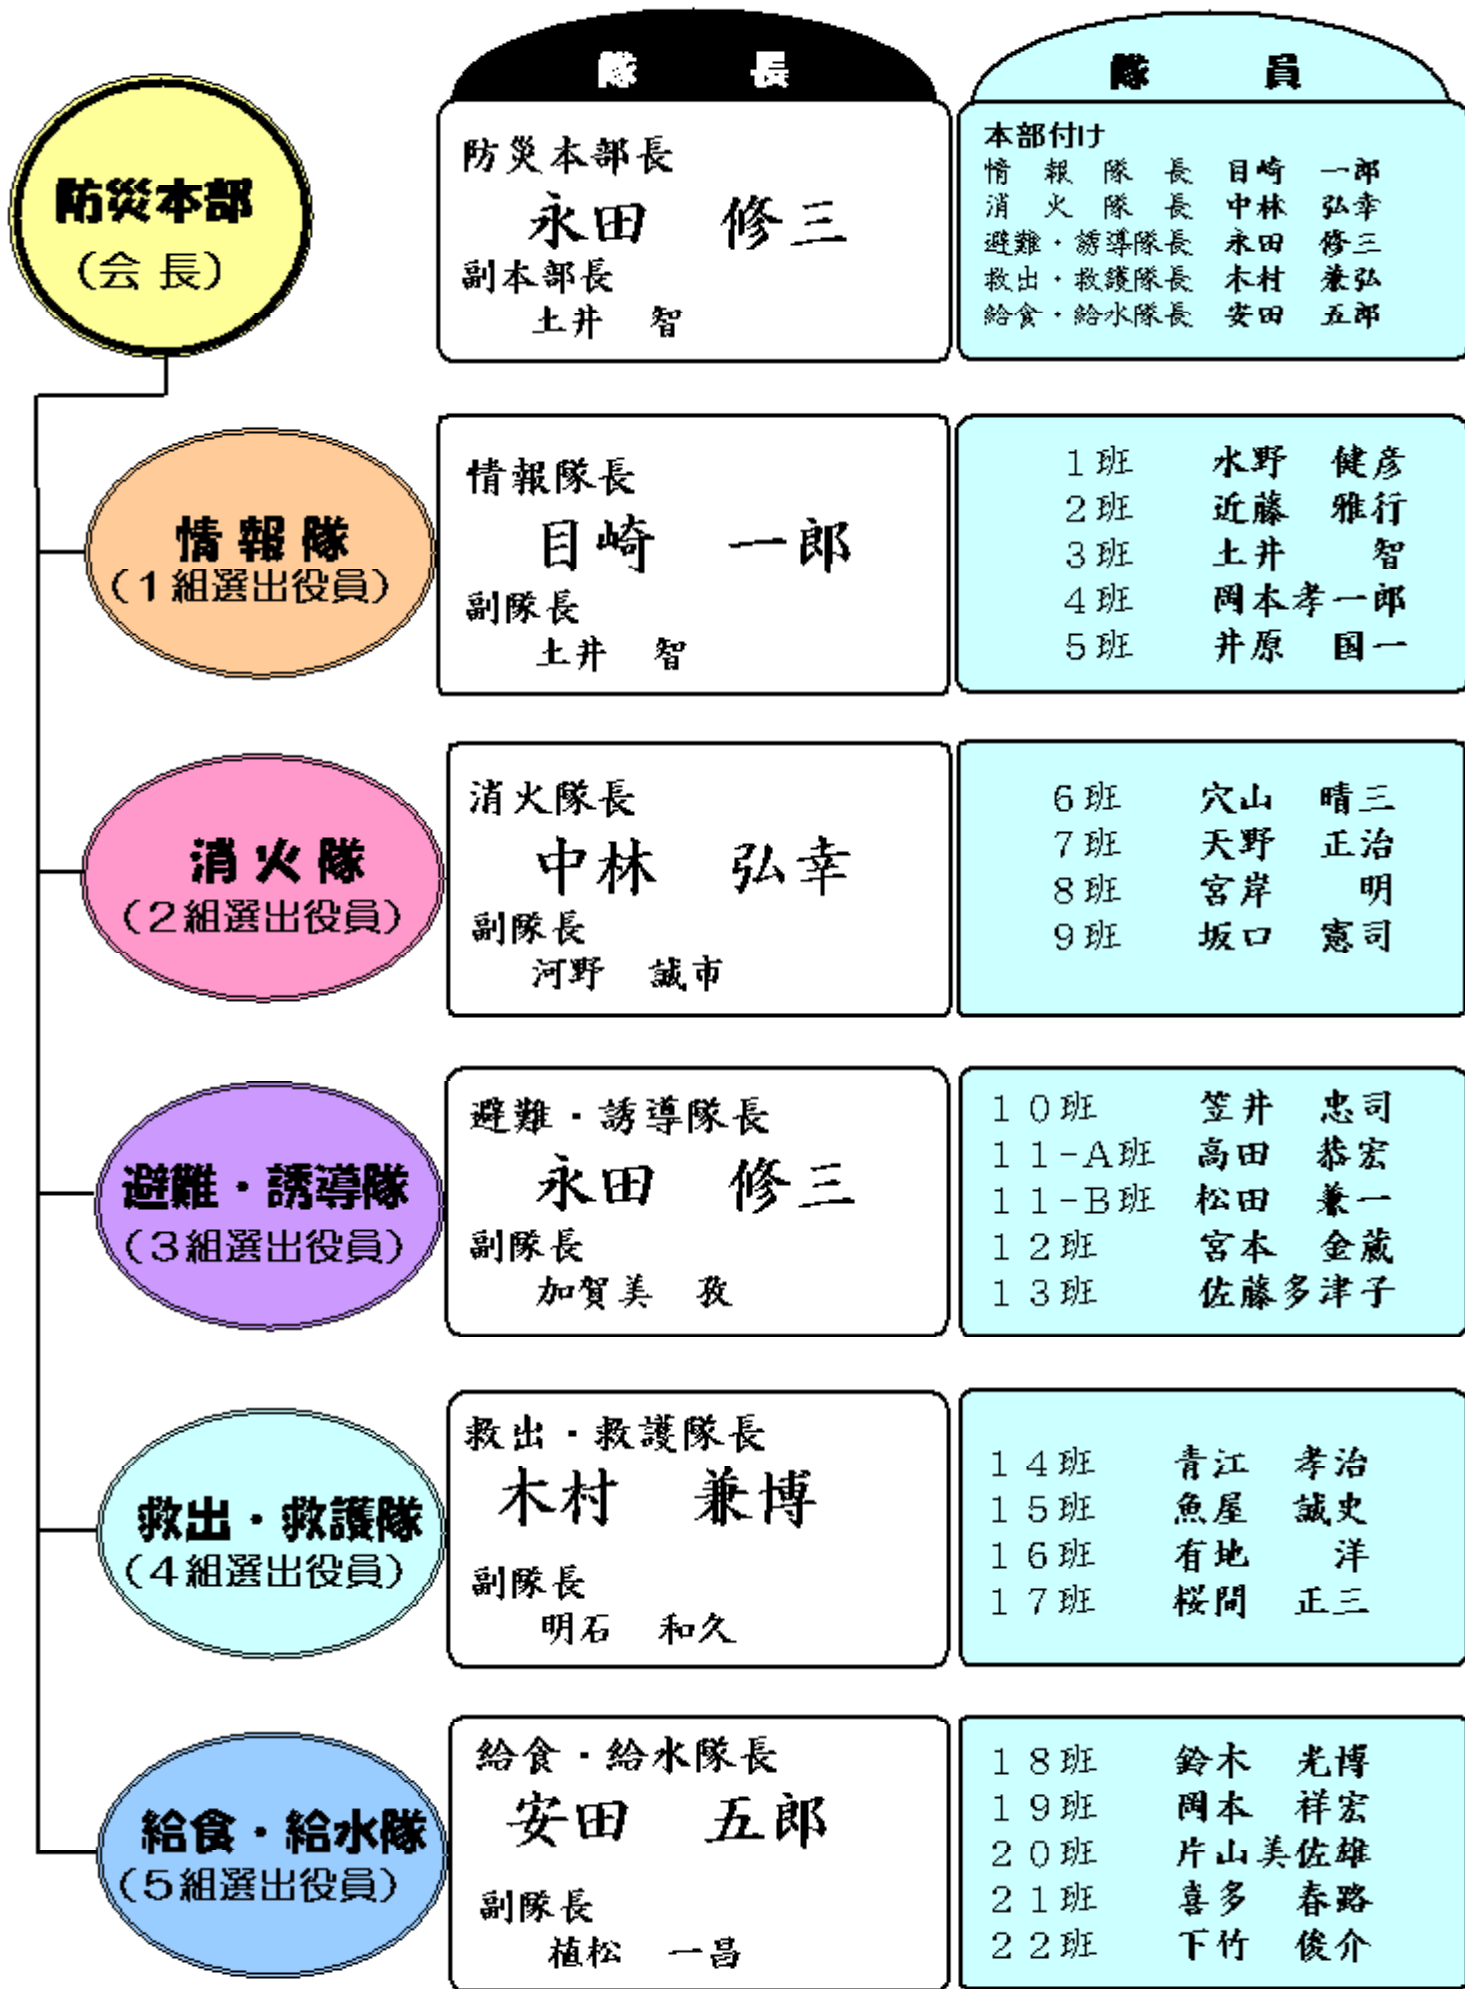 隊 長
隊 員
防災本部
（会 長）
防災本部長
永田 修三
副本部長
土井 智
本部付け
情報隊長 目崎 一郎
消火隊長 中林 弘幸
避難・誘導隊長 永田 修三
救出・救護隊長 木村 兼弘
給食・給水隊長 安田 五郎
情報隊
（1組選出役員）
情報隊長
目崎 一郎
副隊長
土井 智
1班 水野 健彦
2班 近藤 雅行
3班 土井 智
4班 岡本孝一郎
5班 井原 国一
消火隊
（2組選出役員）
消火隊長
中林 弘幸
副隊長
河野 誠市
6班 穴山 晴三
7班 天野 正治
8班 宮岸 明
9班 坂口 憲司
避難・誘導隊
（3組選出役員）
避難・誘導隊長
永田 修三
副隊長
加賀美 孜
10班 笠井 忠司
11-A班 高田 恭宏
11-B班 松田 兼一
12班 宮本 金蔵
13班 佐藤多津子
救出・救護隊
（4組選出役員）
救出・救護隊長
木村 兼博
副隊長
明石 和久
14班 青江 孝治
15班 魚屋 誠史
16班 有地 洋
17班 桜間 正三
給食・給水隊
（5組選出役員）
給食・給水隊長
安田 五郎
副隊長
植松 一昌
18班 鈴木 光博
19班 岡本 祥宏
20班 片山美佐雄
21班 喜多 春路
22班 下竹 俊介